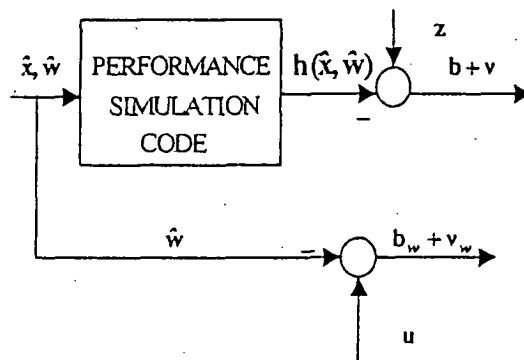 z
x̂, ŵ
PERFORMANCE
SIMULATION
CODE
h(x̂, ŵ)
b + v
−
ŵ
−
b_w + v_w
u